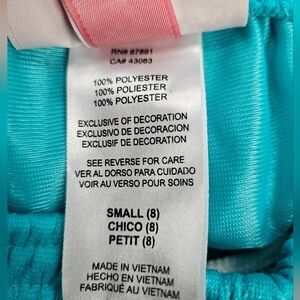 RN# 67891
CA# 43063
100% POLYESTER
100% POLIESTER
100% POLYESTER
EXCLUSIVE OF DECORATION
EXCLUSIVO DE DECORACION
EXCLUSIF DE DECORATION
SEE REVERSE FOR CARE
VER AL DORSO PARA CUIDADO
VOIR AU VERSO POUR SOINS
SMALL (8)
CHICO (8)
PETIT (8)
MADE IN VIETNAM
HECHO EN VIETNAM
FABRIQUÉ AU VIETNAM